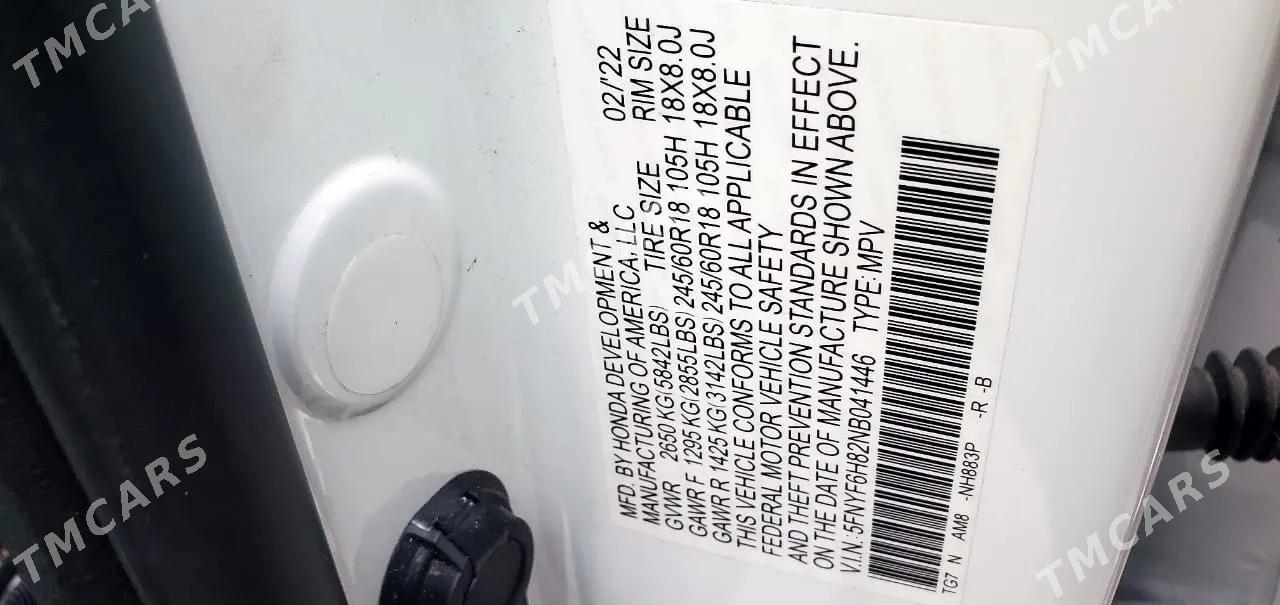 MFD. BY HONDA DEVELOPMENT & 02/'22
MANUFACTURING OF AMERICA, LLC RIM SIZE
GVWR 2650 KG(5842LBS) TIRE SIZE
GAWR F 1295 KG(2855LBS) 245/60R18 105H 18X8.0J
GAWR R 1425 KG(3142LBS) 245/60R18 105H 18X8.0J
THIS VEHICLE CONFORMS TO ALL APPLICABLE
FEDERAL MOTOR VEHICLE SAFETY
AND THEFT PREVENTION STANDARDS IN EFFECT
ON THE DATE OF MANUFACTURE SHOWN ABOVE.
V.I.N.:5FNYF6H82NB041446 TYPE:MPV
TG7 N AM8 -NH883P -R -B
TMCARS
TMCARS
TMCARS
TMCARS
TMCARS